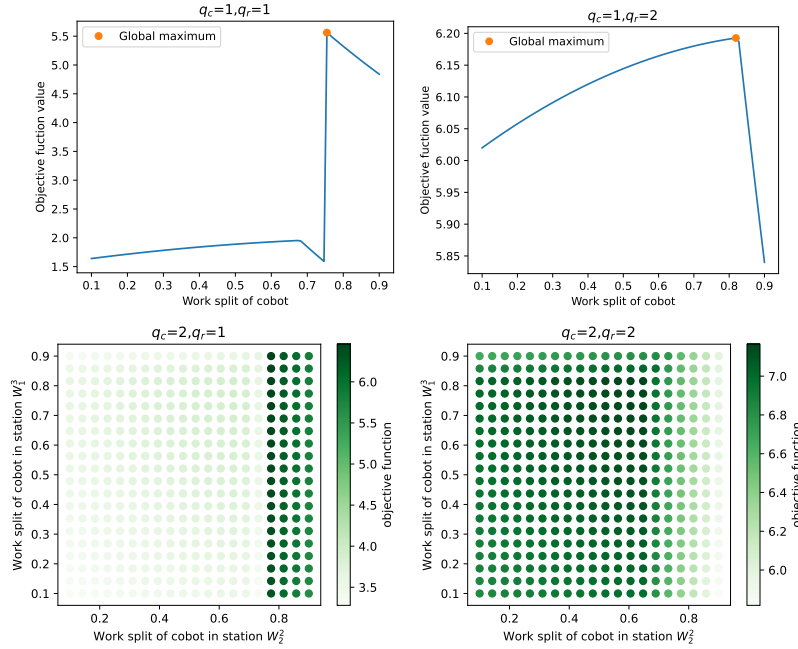 q_c=1,q_r=1
Global maximum
Objective fuction value
5.5
5.0
4.5
4.0
3.5
3.0
2.5
2.0
1.5
0.1 0.2 0.3 0.4 0.5 0.6 0.7 0.8 0.9
Work split of cobot
q_c=1,q_r=2
Global maximum
Objective fuction value
6.20
6.15
6.10
6.05
6.00
5.95
5.90
5.85
0.1 0.2 0.3 0.4 0.5 0.6 0.7 0.8 0.9
Work split of cobot
q_c=2,q_r=1
Work split of cobot in station W_1^3
0.9
0.8
0.7
0.6
0.5
0.4
0.3
0.2
0.1
0.2 0.4 0.6 0.8
Work split of cobot in station W_2^2
6.0
5.5
5.0
4.5
4.0
3.5
objective function
q_c=2,q_r=2
Work split of cobot in station W_1^3
0.9
0.8
0.7
0.6
0.5
0.4
0.3
0.2
0.1
0.2 0.4 0.6 0.8
Work split of cobot in station W_2^2
7.0
6.8
6.6
6.4
6.2
6.0
objective function